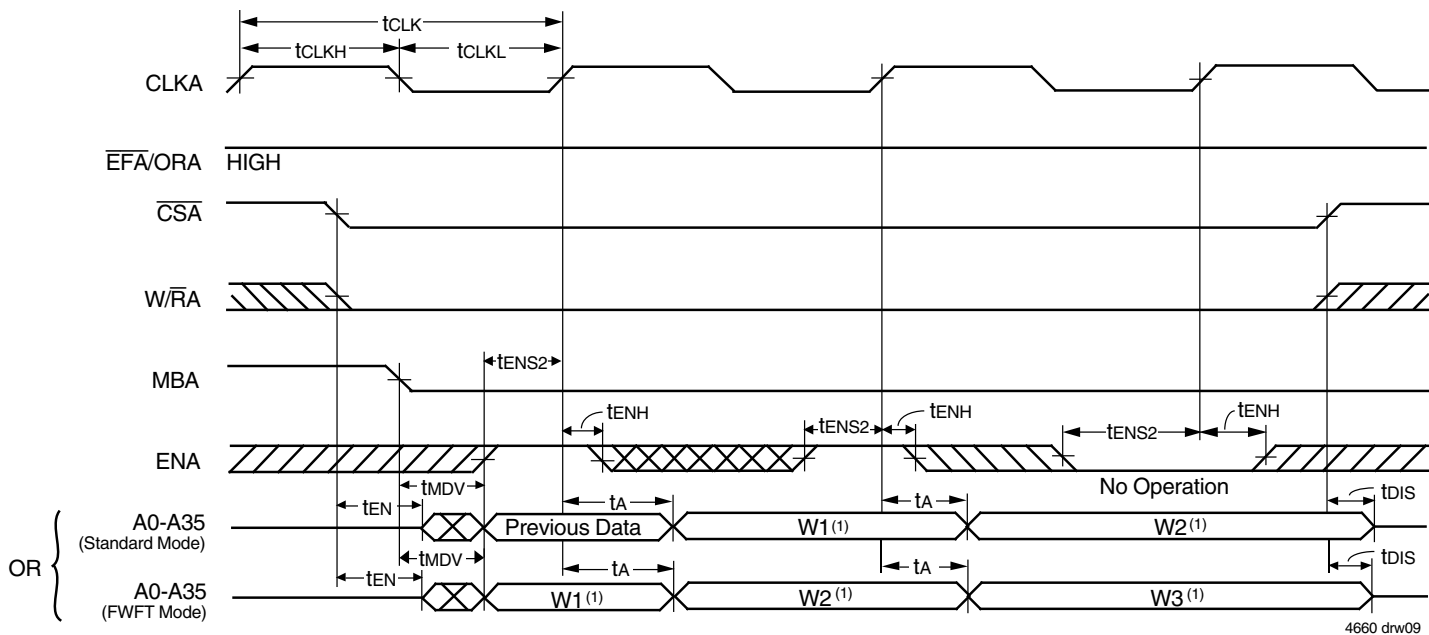 tCLK
tCLKH tCLKL
CLKA
EFA/ORA HIGH
CSA
W/RA
tENS2
MBA
tENH tENS2 tENH tENS2 tENH
ENA
No Operation
tMDV
tEN tA tA tDIS
A0-A35 Previous Data W1(1) W2(1)
(Standard Mode)
OR
tMDV
tEN tA tA tDIS
A0-A35 W1(1) W2(1) W3(1)
(FWFT Mode)
4660 drw09